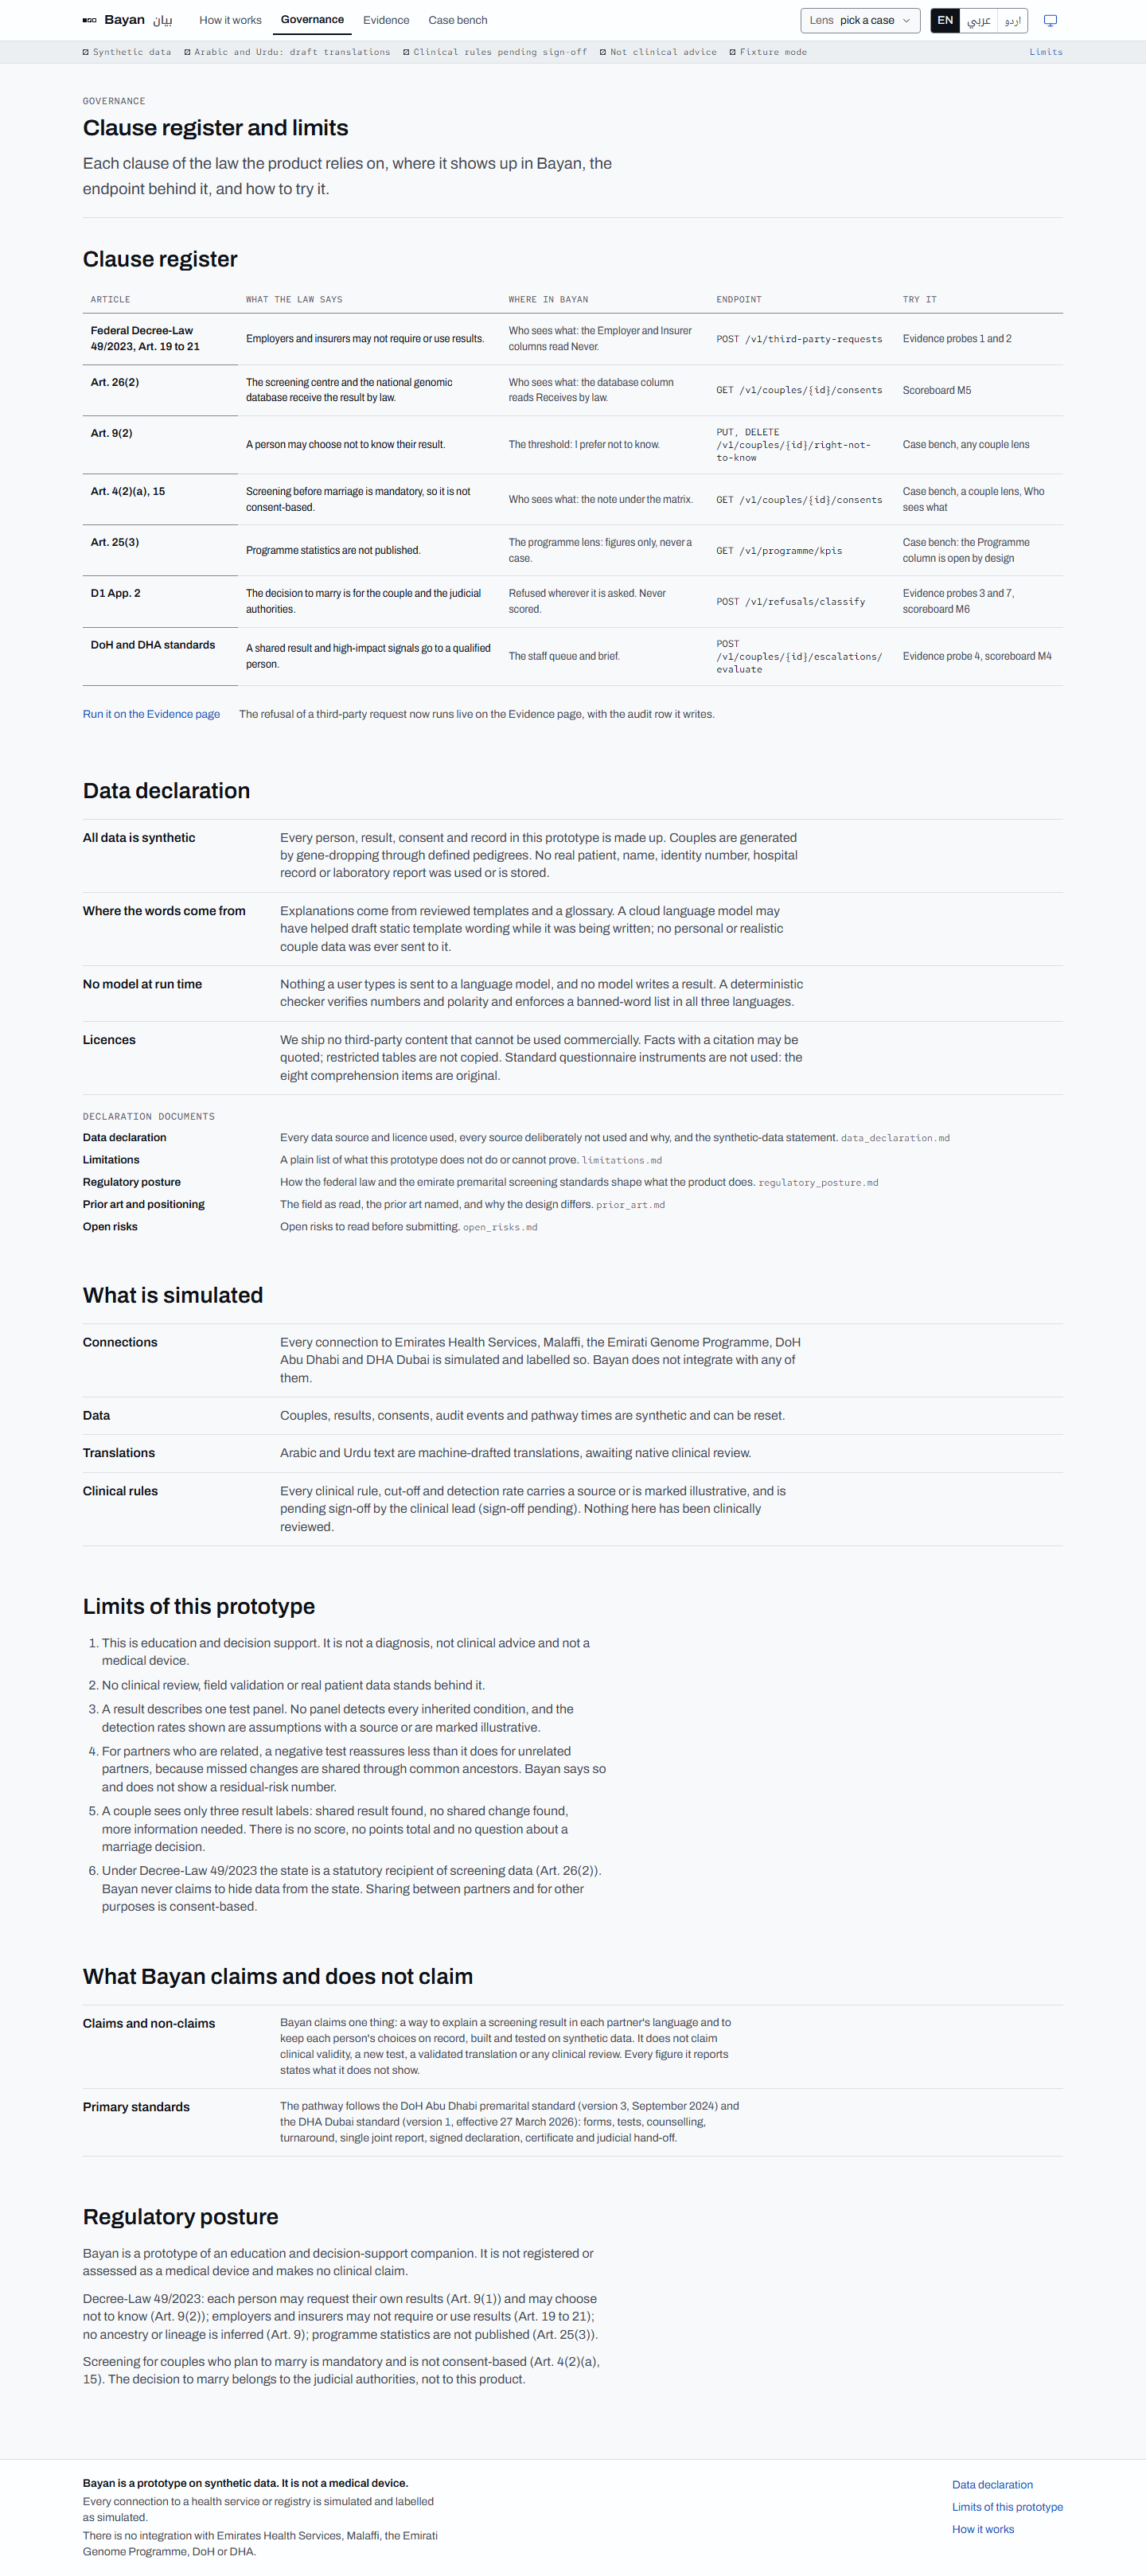 Bayan بيان How it works Governance Evidence Case bench Lens pick a case EN عربي اردو
Synthetic data Arabic and Urdu: draft translations Clinical rules pending sign-off Not clinical advice Fixture mode Limits
GOVERNANCE
Clause register and limits
Each clause of the law the product relies on, where it shows up in Bayan, the
endpoint behind it, and how to try it.
Clause register
ARTICLE WHAT THE LAW SAYS WHERE IN BAYAN ENDPOINT TRY IT
Federal Decree-Law
49/2023, Art. 19 to 21
Employers and insurers may not require or use results.
Who sees what: the Employer and Insurer
columns read Never.
POST /v1/third-party-requests
Evidence probes 1 and 2
Art. 26(2)
The screening centre and the national genomic
database receive the result by law.
Who sees what: the database column
reads Receives by law.
GET /v1/couples/{id}/consents
Scoreboard M5
Art. 9(2)
A person may choose not to know their result.
The threshold: I prefer not to know.
PUT, DELETE
/v1/couples/{id}/right-not-
to-know
Case bench, any couple lens
Art. 4(2)(a), 15
Screening before marriage is mandatory, so it is not
consent-based.
Who sees what: the note under the matrix.
GET /v1/couples/{id}/consents
Case bench, a couple lens, Who
sees what
Art. 25(3)
Programme statistics are not published.
The programme lens: figures only, never a
case.
GET /v1/programme/kpis
Case bench: the Programme
column is open by design
D1 App. 2
The decision to marry is for the couple and the judicial
authorities.
Refused wherever it is asked. Never
scored.
POST /v1/refusals/classify
Evidence probes 3 and 7,
scoreboard M6
DoH and DHA standards
A shared result and high-impact signals go to a qualified
person.
The staff queue and brief.
POST
/v1/couples/{id}/escalations/
evaluate
Evidence probe 4, scoreboard M4
Run it on the Evidence page The refusal of a third-party request now runs live on the Evidence page, with the audit row it writes.
Data declaration
All data is synthetic
Every person, result, consent and record in this prototype is made up. Couples are generated
by gene-dropping through defined pedigrees. No real patient, name, identity number, hospital
record or laboratory report was used or is stored.
Where the words come from
Explanations come from reviewed templates and a glossary. A cloud language model may
have helped draft static template wording while it was being written; no personal or realistic
couple data was ever sent to it.
No model at run time
Nothing a user types is sent to a language model, and no model writes a result. A deterministic
checker verifies numbers and polarity and enforces a banned-word list in all three languages.
Licences
We ship no third-party content that cannot be used commercially. Facts with a citation may be
quoted; restricted tables are not copied. Standard questionnaire instruments are not used: the
eight comprehension items are original.
DECLARATION DOCUMENTS
Data declaration Every data source and licence used, every source deliberately not used and why, and the synthetic-data statement. data_declaration.md
Limitations A plain list of what this prototype does not do or cannot prove. limitations.md
Regulatory posture How the federal law and the emirate premarital screening standards shape what the product does. regulatory_posture.md
Prior art and positioning The field as read, the prior art named, and why the design differs. prior_art.md
Open risks Open risks to read before submitting. open_risks.md
What is simulated
Connections
Every connection to Emirates Health Services, Malaffi, the Emirati Genome Programme, DoH
Abu Dhabi and DHA Dubai is simulated and labelled so. Bayan does not integrate with any of
them.
Data Couples, results, consents, audit events and pathway times are synthetic and can be reset.
Translations Arabic and Urdu text are machine-drafted translations, awaiting native clinical review.
Clinical rules
Every clinical rule, cut-off and detection rate carries a source or is marked illustrative, and is
pending sign-off by the clinical lead (sign-off pending). Nothing here has been clinically
reviewed.
Limits of this prototype
1. This is education and decision support. It is not a diagnosis, not clinical advice and not a
medical device.
2. No clinical review, field validation or real patient data stands behind it.
3. A result describes one test panel. No panel detects every inherited condition, and the
detection rates shown are assumptions with a source or are marked illustrative.
4. For partners who are related, a negative test reassures less than it does for unrelated
partners, because missed changes are shared through common ancestors. Bayan says so
and does not show a residual-risk number.
5. A couple sees only three result labels: shared result found, no shared change found,
more information needed. There is no score, no points total and no question about a
marriage decision.
6. Under Decree-Law 49/2023 the state is a statutory recipient of screening data (Art. 26(2)).
Bayan never claims to hide data from the state. Sharing between partners and for other
purposes is consent-based.
What Bayan claims and does not claim
Claims and non-claims
Bayan claims one thing: a way to explain a screening result in each partner's language and to
keep each person's choices on record, built and tested on synthetic data. It does not claim
clinical validity, a new test, a validated translation or any clinical review. Every figure it reports
states what it does not show.
Primary standards
The pathway follows the DoH Abu Dhabi premarital standard (version 3, September 2024) and
the DHA Dubai standard (version 1, effective 27 March 2026): forms, tests, counselling,
turnaround, single joint report, signed declaration, certificate and judicial hand-off.
Regulatory posture
Bayan is a prototype of an education and decision-support companion. It is not registered or
assessed as a medical device and makes no clinical claim.
Decree-Law 49/2023: each person may request their own results (Art. 9(1)) and may choose
not to know (Art. 9(2)); employers and insurers may not require or use results (Art. 19 to 21);
no ancestry or lineage is inferred (Art. 9); programme statistics are not published (Art. 25(3)).
Screening for couples who plan to marry is mandatory and is not consent-based (Art. 4(2)(a),
15). The decision to marry belongs to the judicial authorities, not to this product.
Bayan is a prototype on synthetic data. It is not a medical device.
Every connection to a health service or registry is simulated and labelled
as simulated.
There is no integration with Emirates Health Services, Malaffi, the Emirati
Genome Programme, DoH or DHA.
Data declaration
Limits of this prototype
How it works